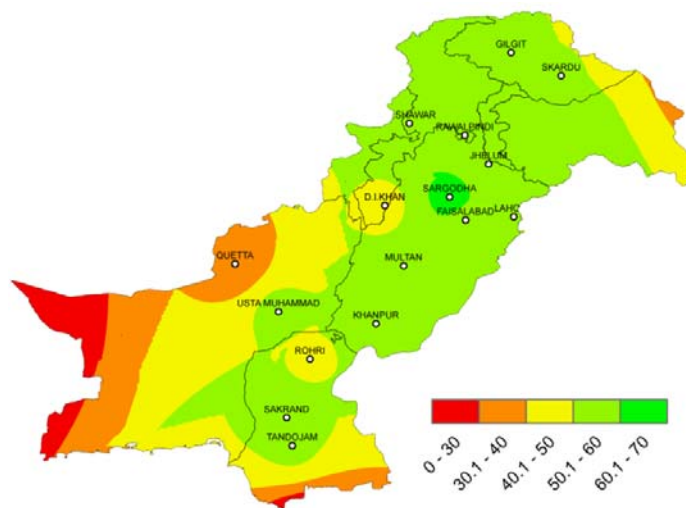 GILGIT
SKARDU
SHAWAR
RAWALPINDI
JHELUM
SARGODHA
D.I.KHAN
FAISALABAD
LAHC
QUETTA
MULTAN
USTA MUHAMMAD
KHANPUR
ROHRI
SAKRAND
TANDOJAM
0 - 30
30.1 - 40
40.1 - 50
50.1 - 60
60.1 - 70